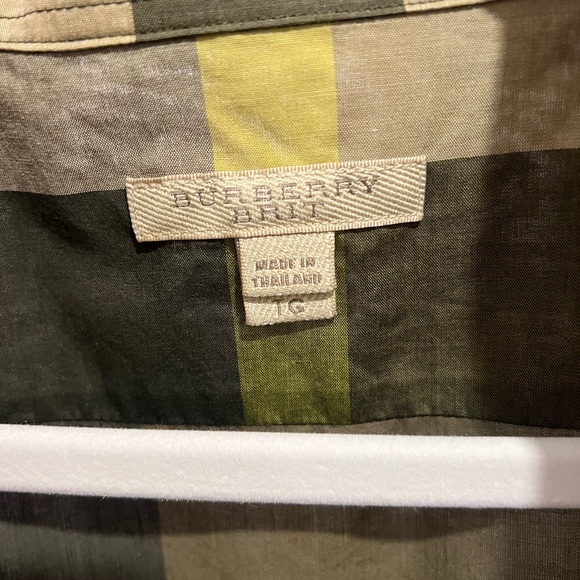 BURBERRY
BRIT
MADE IN
THAILAND
TG